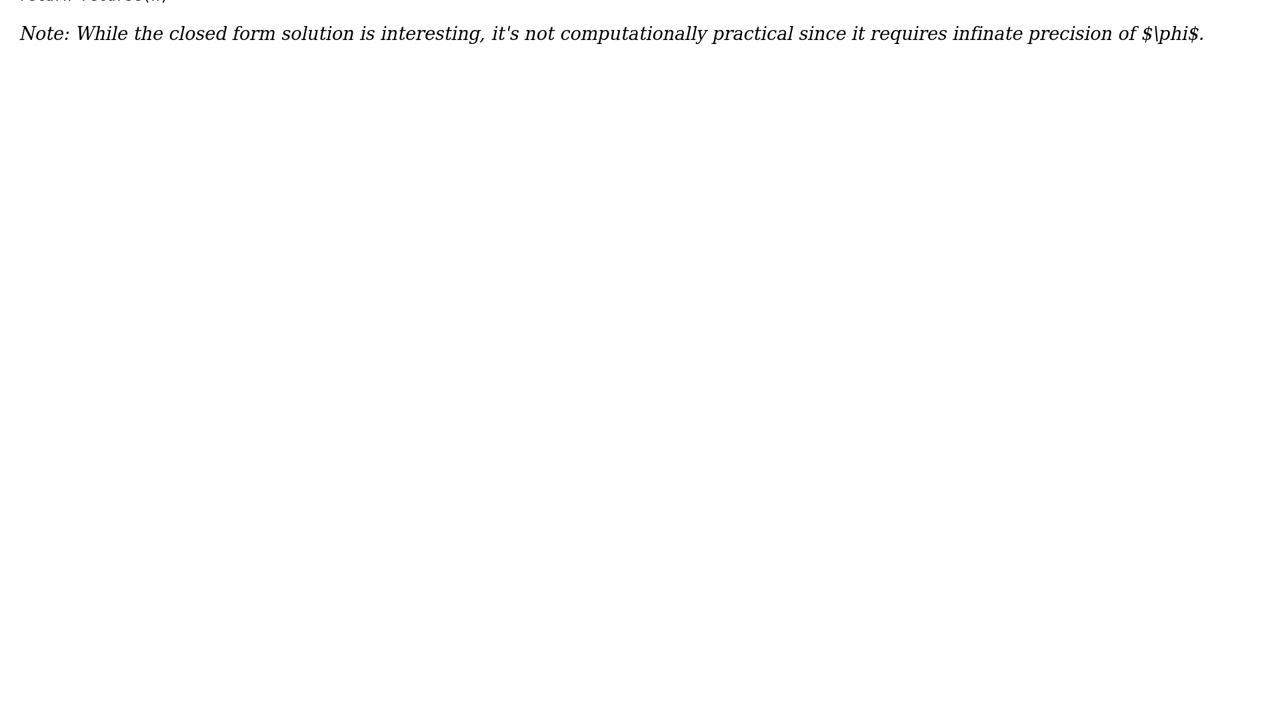 Note: While the closed form solution is interesting, it's not computationally practical since it requires infinate precision of $\phi$.